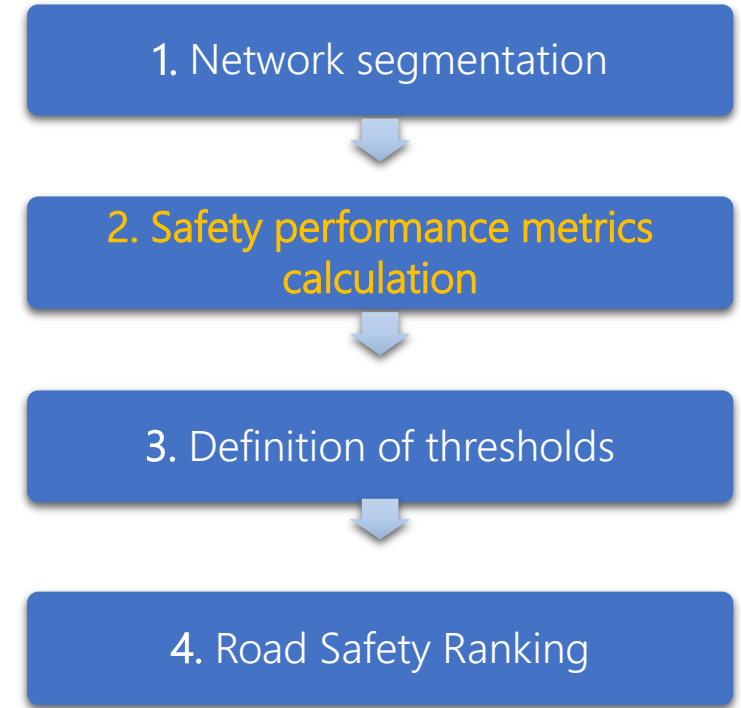 1. Network segmentation
2. Safety performance metrics
calculation
3. Definition of thresholds
4. Road Safety Ranking